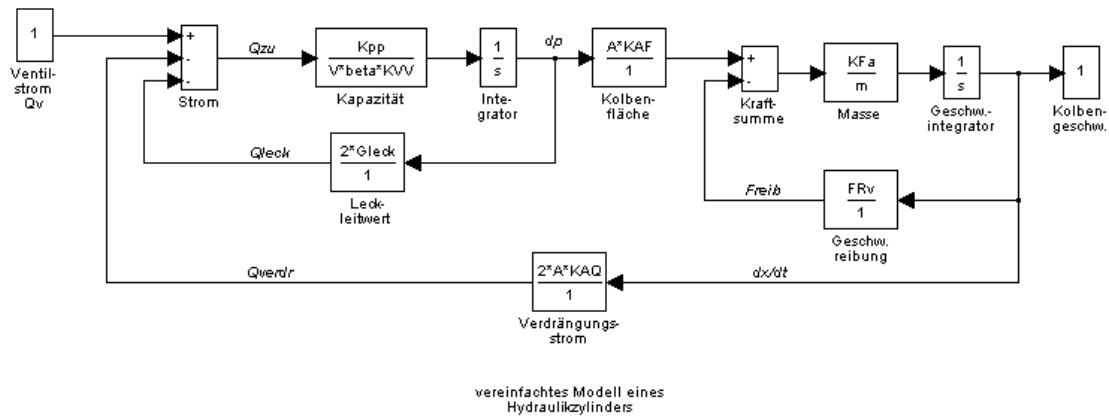 1
Ventil-
strom
Qv
+
-
-
Strom
Qzu
Kpp
V*beta*KVV
Kapazität
1
s
Inte-
grator
dp
A*KAF
1
Kolben-
fläche
+
-
Kraft-
summe
KFa
m
Masse
1
s
Geschw.-
integrator
1
Kolben-
geschw.
Qleck
2*Gleck
1
Leck-
leitwert
Freib
FRv
1
Geschw.
reibung
Qverdr
2*A*KAQ
1
Verdrängungs-
strom
dx/dt
vereinfachtes Modell eines
Hydraulikzylinders